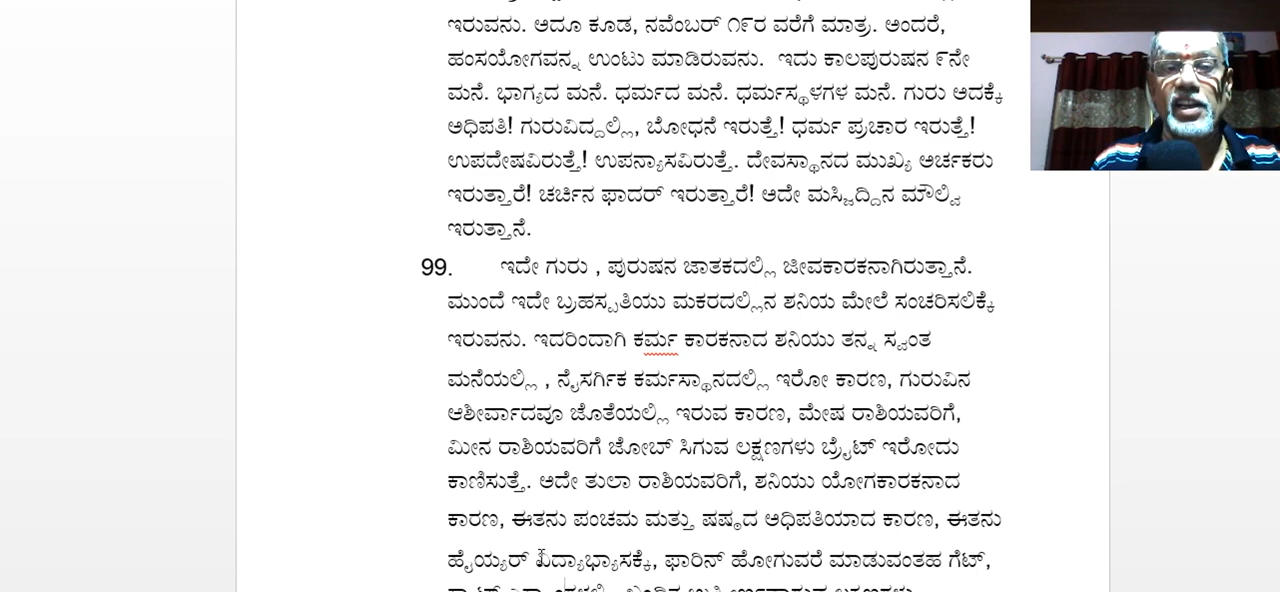 ಇರುವನು. ಅದೂ ಕೂಡ, ನವೆಂಬರ್ ೧೯ರ ವರೆಗೆ ಮಾತ್ರ. ಅಂದರೆ,
ಹಂಸಯೋಗವನ್ನ ಉಂಟು ಮಾಡಿರುವನು. ಇದು ಕಾಲಪುರುಷನ ೯ನೇ
ಮನೆ. ಭಾಗ್ಯದ ಮನೆ. ಧರ್ಮದ ಮನೆ. ಧರ್ಮಸ್ಥಳಗಳ ಮನೆ. ಗುರು ಅದಕ್ಕೆ
ಅಧಿಪತಿ! ಗುರುವಿದ್ದಲ್ಲಿ, ಬೋಧನೆ ಇರುತ್ತೆ! ಧರ್ಮ ಪ್ರಚಾರ ಇರುತ್ತೆ!
ಉಪದೇಷವಿರುತ್ತೆ! ಉಪನ್ಯಾಸವಿರುತ್ತೆ. ದೇವಸ್ಥಾನದ ಮುಖ್ಯ ಅರ್ಚಕರು
ಇರುತ್ತಾರೆ! ಚರ್ಚಿನ ಫಾದರ್ ಇರುತ್ತಾರೆ! ಅದೇ ಮಸ್ಜಿದ್ದಿನ ಮೌಲ್ವಿ
ಇರುತ್ತಾನೆ.
99. ಇದೇ ಗುರು , ಪುರುಷನ ಜಾತಕದಲ್ಲಿ ಜೀವಕಾರಕನಾಗಿರುತ್ತಾನೆ.
ಮುಂದೆ ಇದೇ ಬ್ರಹಸ್ಪತಿಯು ಮಕರದಲ್ಲಿನ ಶನಿಯ ಮೇಲೆ ಸಂಚರಿಸಲಿಕ್ಕೆ
ಇರುವನು. ಇದರಿಂದಾಗಿ ಕರ್ಮ ಕಾರಕನಾದ ಶನಿಯು ತನ್ನ ಸ್ವಂತ
ಮನೆಯಲ್ಲಿ , ನೈಸರ್ಗಿಕ ಕರ್ಮಸ್ಥಾನದಲ್ಲಿ ಇರೋ ಕಾರಣ, ಗುರುವಿನ
ಆಶೀರ್ವಾದವೂ ಜೊತೆಯಲ್ಲಿ ಇರುವ ಕಾರಣ, ಮೇಷ ರಾಶಿಯವರಿಗೆ,
ಮೀನ ರಾಶಿಯವರಿಗೆ ಜೋಬ್ ಸಿಗುವ ಲಕ್ಷಣಗಳು ಬ್ರೈಟ್ ಇರೋದು
ಕಾಣಿಸುತ್ತೆ. ಅದೇ ತುಲಾ ರಾಶಿಯವರಿಗೆ, ಶನಿಯು ಯೋಗಕಾರಕನಾದ
ಕಾರಣ, ಈತನು ಪಂಚಮ ಮತ್ತು ಷಷ್ಠದ ಅಧಿಪತಿಯಾದ ಕಾರಣ, ಈತನು
ಹೈಯ್ಯರ್ ವಿದ್ಯಾಭ್ಯಾಸಕ್ಕೆ, ಫಾರಿನ್ ಹೋಗುವರೆ ಮಾಡುವಂತಹ ಗೆಟ್,